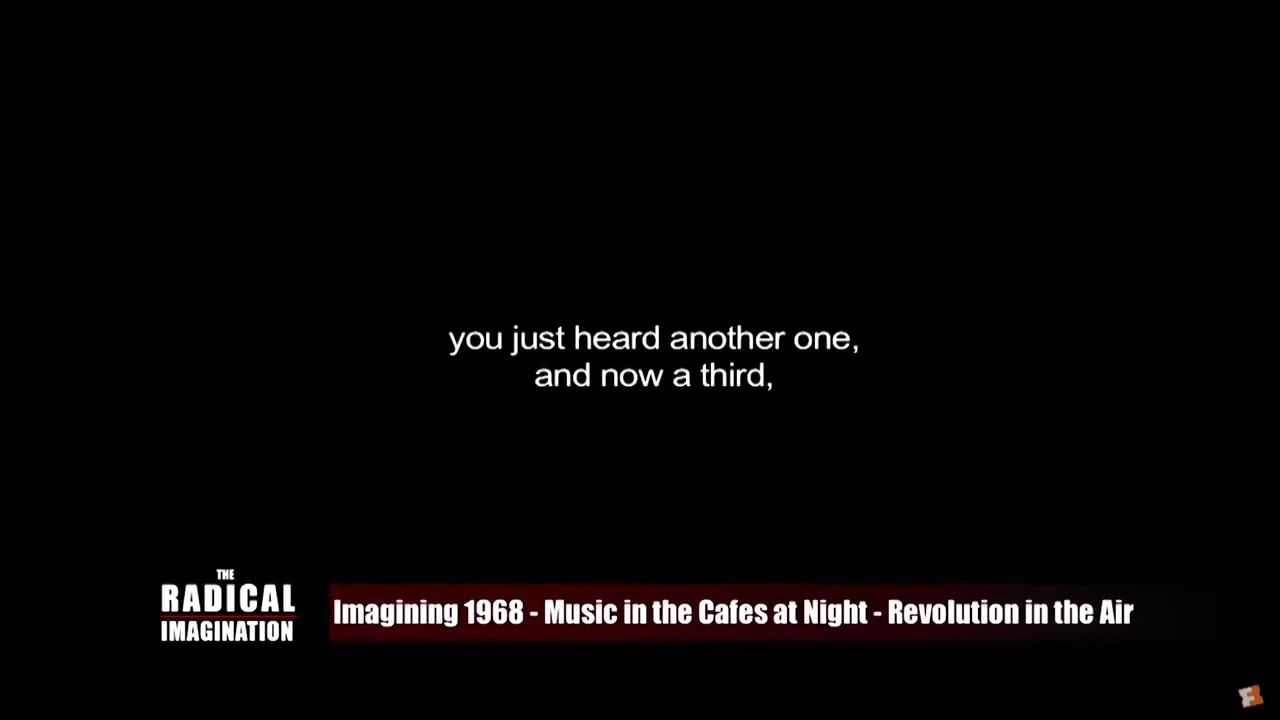 you just heard another one,
and now a third,
THE
RADICAL
IMAGINATION
Imagining 1968 - Music in the Cafes at Night - Revolution in the Air